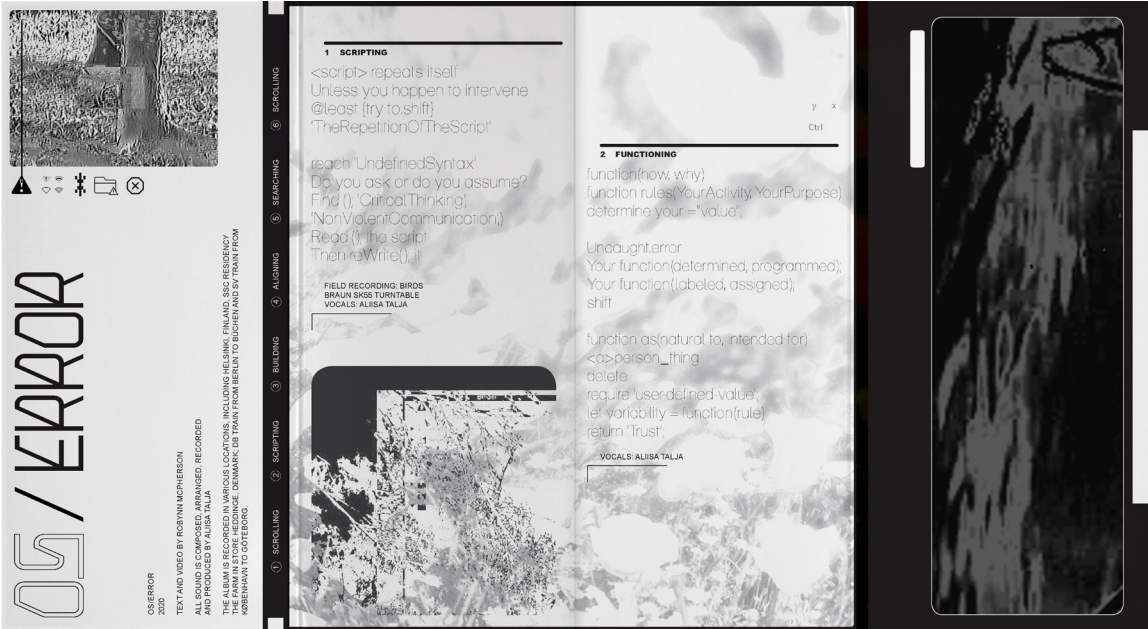 OS / ERROR
OS/ERROR
2020
TEXT AND VIDEO BY ROBYNN MCPHERSON
ALL SOUND IS COMPOSED, ARRANGED, RECORDED
AND PRODUCED BY ALIISA TALJA
THE ALBUM IS RECORDED IN VARIOUS LOCATIONS, INCLUDING HELSINKI, FINLAND, SSC RESIDENCY
THE FARM IN STORE HEDDINGE, DENMARK; DB TRAIN FROM BERLIN TO BÜCHEN AND SV TRAIN FROM
KØBENHAVN TO GÖTEBORG.
① SCROLLING
② SCRIPTING
③ BUILDING
④ ALIGNING
⑤ SEARCHING
⑥ SCROLLING
1 SCRIPTING
<script> repeats itself
Unless you happen to intervene
@least {try to.shift}
'TheRepetitionOfTheScript'
reach 'UndefinedSyntax'
Do you ask or do you assume?
Find (); 'CriticalThinking',
'NonViolentCommunication;)
Read (); the script
Then reWrite(); it
FIELD RECORDING: BIRDS
BRAUN SK55 TURNTABLE
VOCALS: ALIISA TALJA
y x
Ctrl
2 FUNCTIONING
function(how, why)
function rules(YourActivity, YourPurpose)
determine your ="value";
Uncaught.error
Your function(determined, programmed);
Your function(labeled, assigned);
shift
function as(natural to, intended for)
<a>person_thing
delete
require 'user-defined-value';
let variability = function(rule)
return 'Trust';
VOCALS: ALIISA TALJA